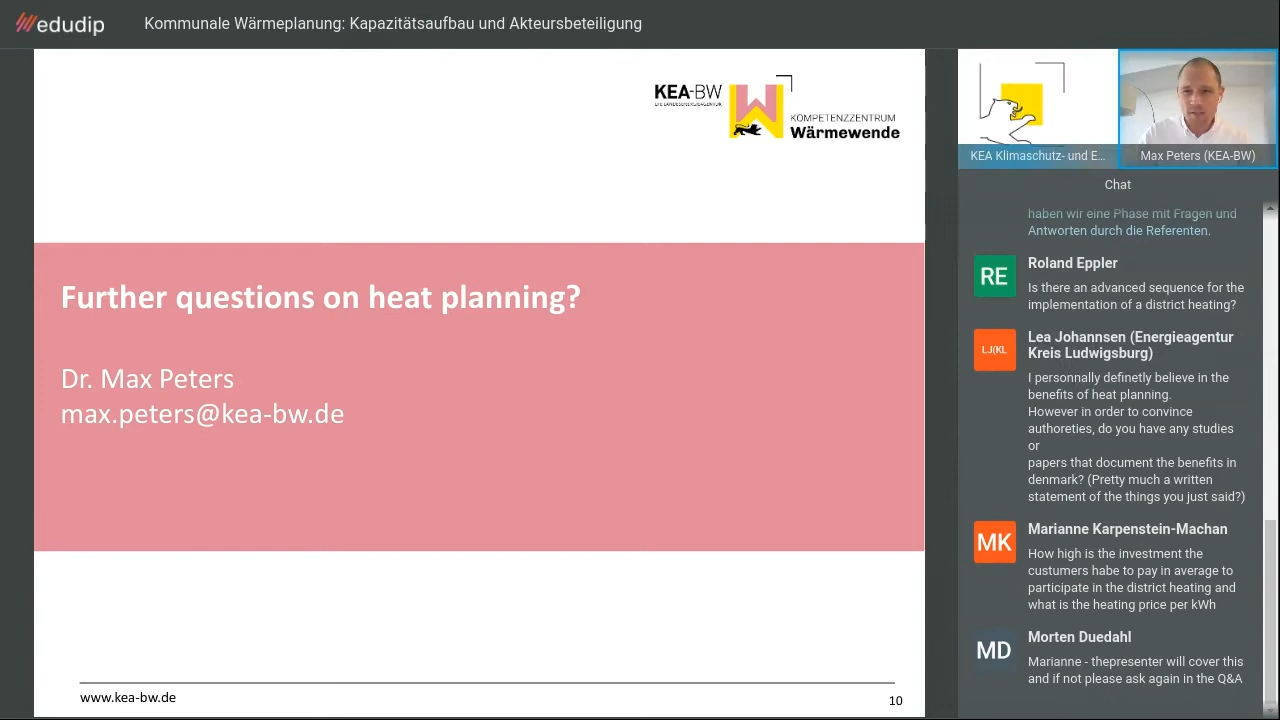 edudip
Kommunale Wärmeplanung: Kapazitätsaufbau und Akteursbeteiligung
KEA-BW
DIE LANDESENERGIEAGENTUR
KOMPETENZZENTRUM
Wärmewende
Further questions on heat planning?
Dr. Max Peters
max.peters@kea-bw.de
www.kea-bw.de
10
KEA Klimaschutz- und E...
Max Peters (KEA-BW)
Chat
haben wir eine Phase mit Fragen und
Antworten durch die Referenten.
RE
Roland Eppler
Is there an advanced sequence for the
implementation of a district heating?
LJ(KL
Lea Johannsen (Energieagentur
Kreis Ludwigsburg)
I personnally definetly believe in the
benefits of heat planning.
However in order to convince
authoreties, do you have any studies
or
papers that document the benefits in
denmark? (Pretty much a written
statement of the things you just said?)
MK
Marianne Karpenstein-Machan
How high is the investment the
custumers habe to pay in average to
participate in the district heating and
what is the heating price per kWh
MD
Morten Duedahl
Marianne - thepresenter will cover this
and if not please ask again in the Q&A